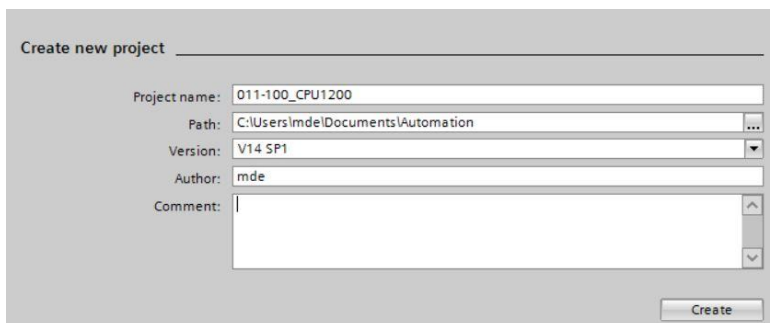 Create new project
Project name: 011-100_CPU1200
Path: C:\Users\mde\Documents\Automation ...
Version: V14 SP1
Author: mde
Comment:
Create